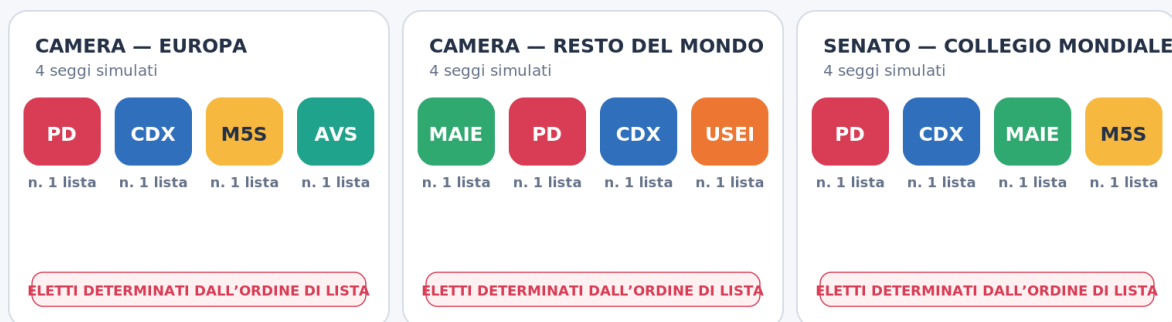 CAMERA — EUROPA
4 seggi simulati
PD CDX M5S AVS
n. 1 lista n. 1 lista n. 1 lista n. 1 lista
ELETTI DETERMINATI DALL’ORDINE DI LISTA
CAMERA — RESTO DEL MONDO
4 seggi simulati
MAIE PD CDX USEI
n. 1 lista n. 1 lista n. 1 lista n. 1 lista
ELETTI DETERMINATI DALL’ORDINE DI LISTA
SENATO — COLLEGIO MONDIALE
4 seggi simulati
PD CDX MAIE M5S
n. 1 lista n. 1 lista n. 1 lista n. 1 lista
ELETTI DETERMINATI DALL’ORDINE DI LISTA